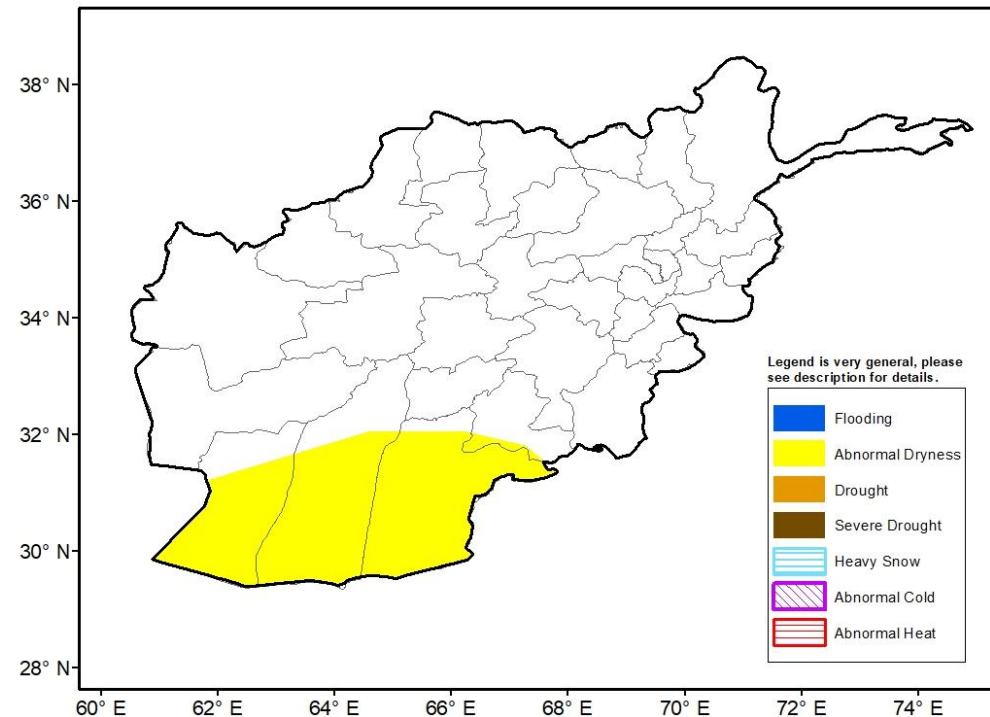 38° N
36° N
34° N
32° N
30° N
28° N
Legend is very general, please
see description for details.
Flooding
Abnormal Dryness
Drought
Severe Drought
Heavy Snow
Abnormal Cold
Abnormal Heat
60° E 62° E 64° E 66° E 68° E 70° E 72° E 74° E